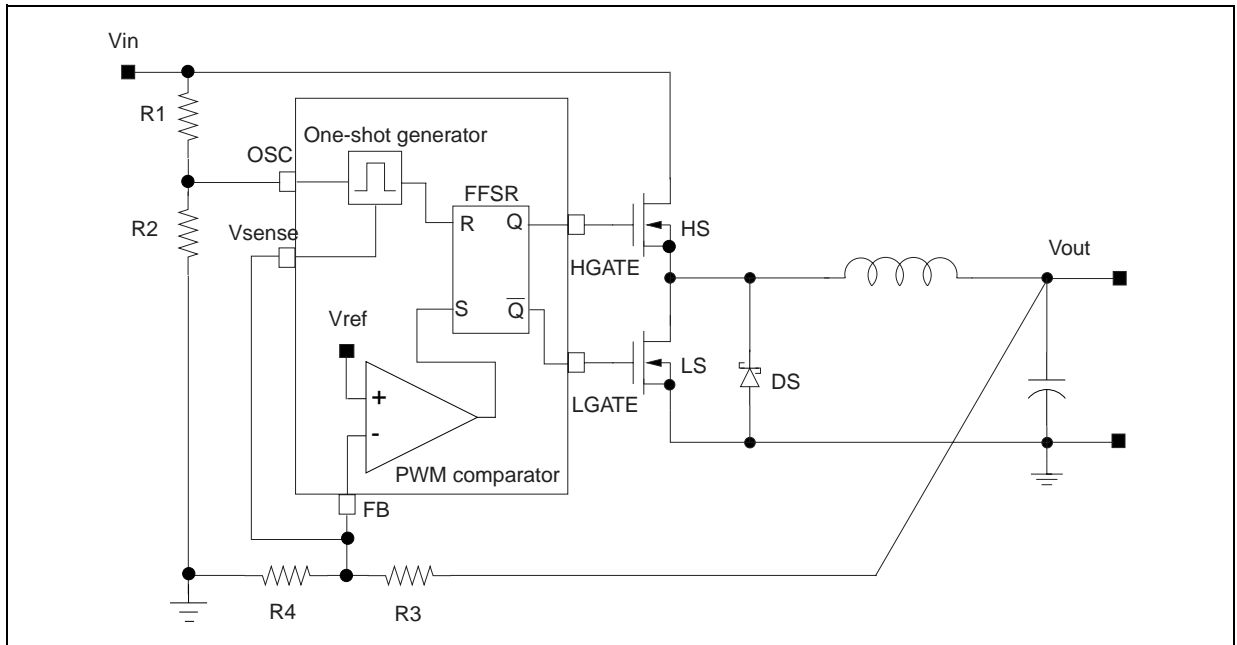 Vin
R1
One-shot generator
OSC
FFSR
R
Q
HS
R2
Vsense
HGATE
Vout
S
Q
Vref
LS
DS
+
LGATE
-
PWM comparator
FB
R4
R3